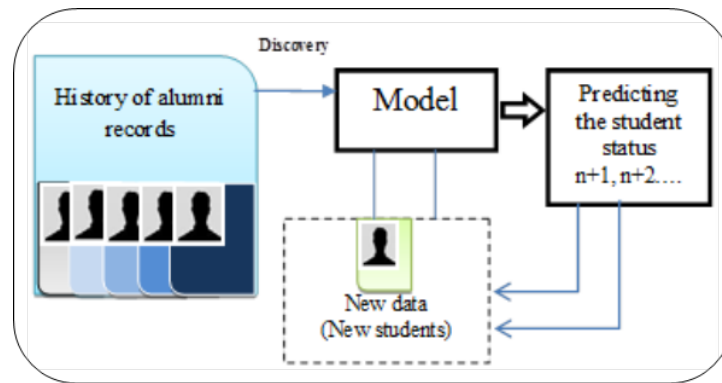 Discovery
History of alumni
records
Model
Predicting
the student
status
n+1, n+2....
New data
(New students)